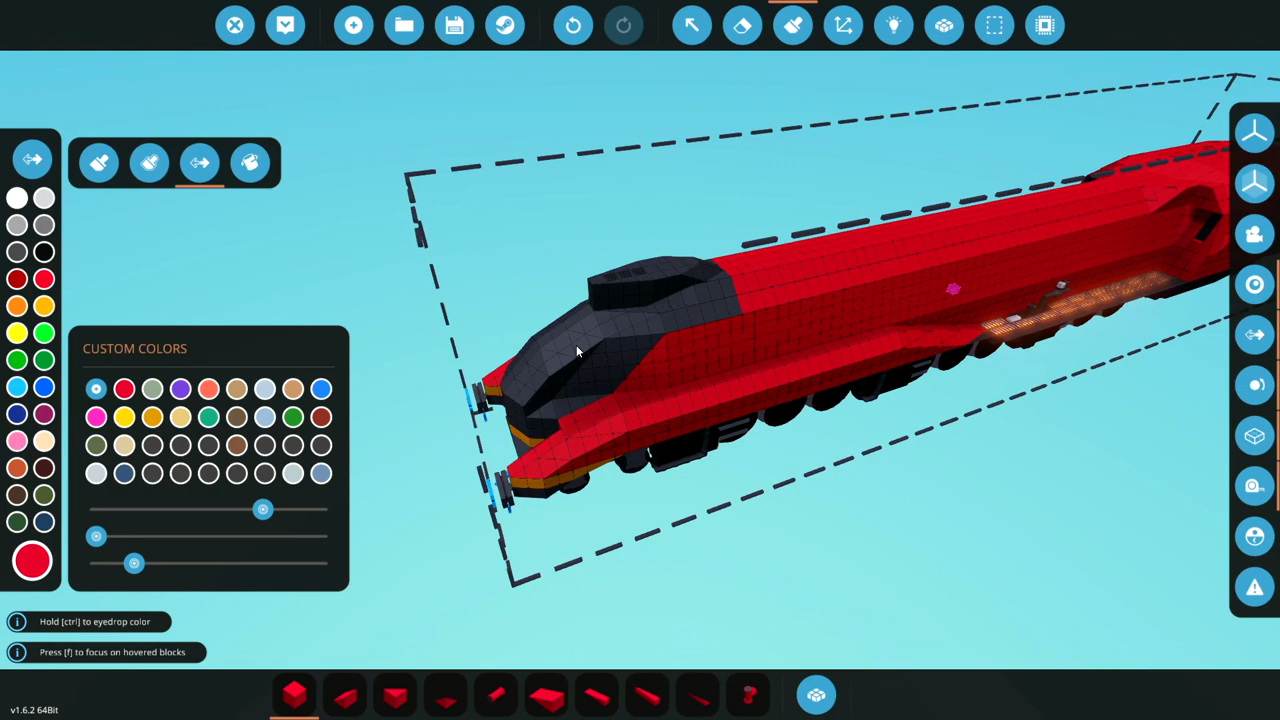 CUSTOM COLORS
Hold [ctrl] to eyedrop color
Press [f] to focus on hovered blocks
v1.6.2 64Bit